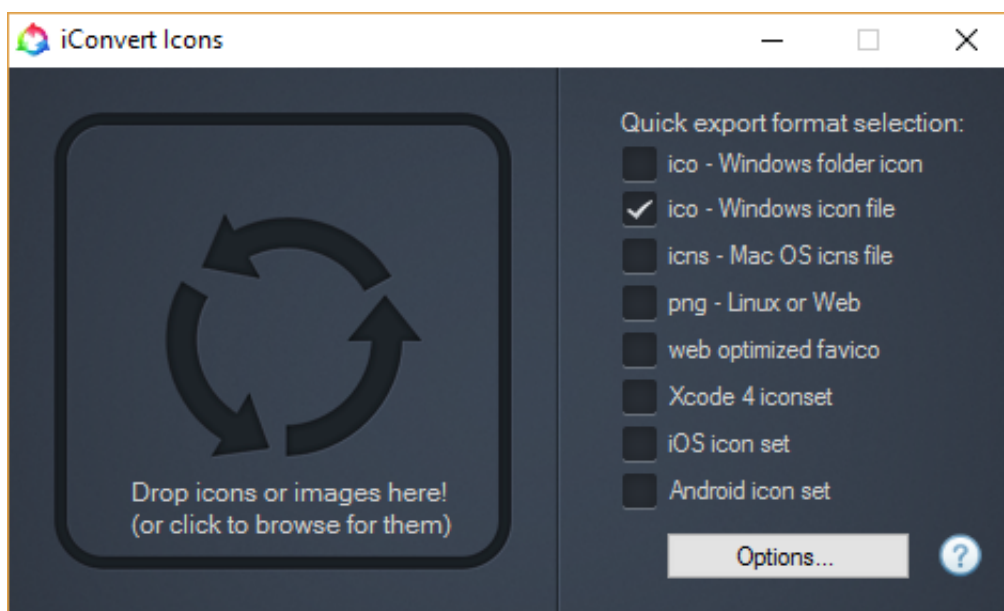 iConvert Icons
Quick export format selection:
ico - Windows folder icon
ico - Windows icon file
icns - Mac OS icns file
png - Linux or Web
web optimized favico
Xcode 4 iconset
iOS icon set
Android icon set
Drop icons or images here!
(or click to browse for them)
Options...
?